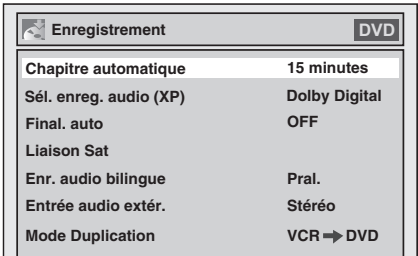 Enregistrement DVD
Chapitre automatique 15 minutes
Sél. enreg. audio (XP) Dolby Digital
Final. auto OFF
Liaison Sat
Enr. audio bilingue Pral.
Entrée audio extér. Stéréo
Mode Duplication VCR ➡ DVD